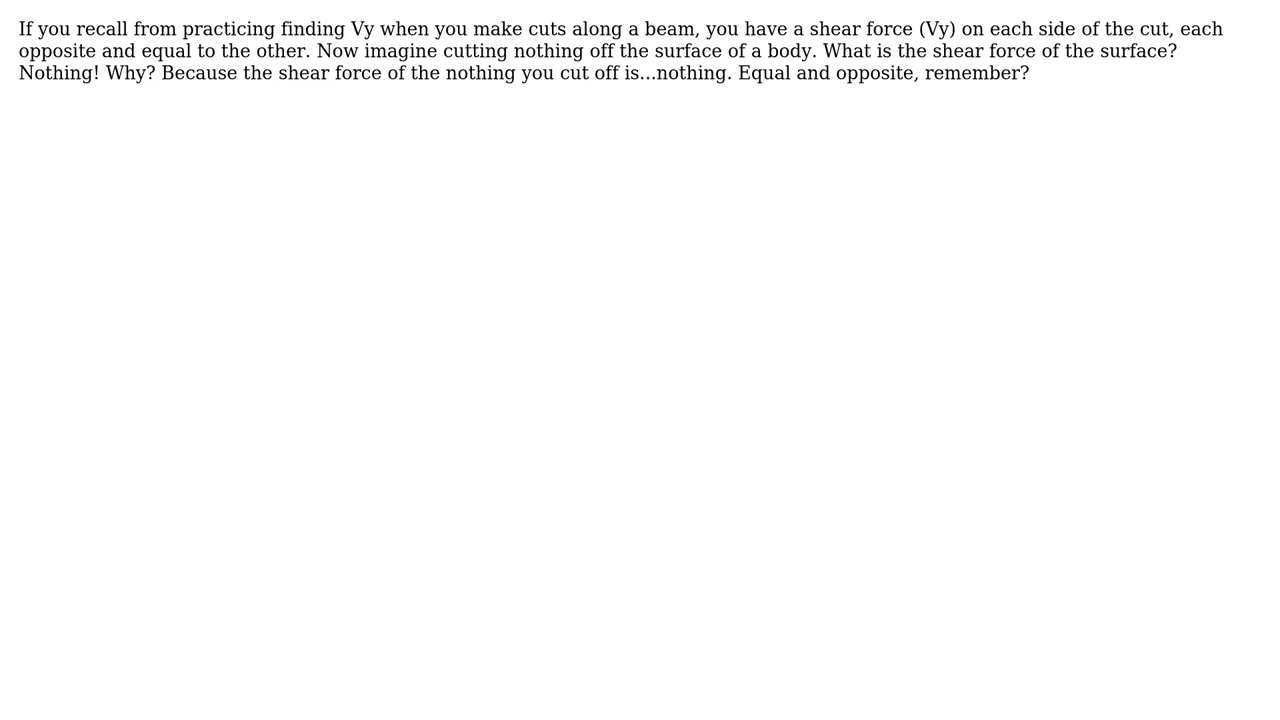 If you recall from practicing finding Vy when you make cuts along a beam, you have a shear force (Vy) on each side of the cut, each
opposite and equal to the other. Now imagine cutting nothing off the surface of a body. What is the shear force of the surface?
Nothing! Why? Because the shear force of the nothing you cut off is...nothing. Equal and opposite, remember?